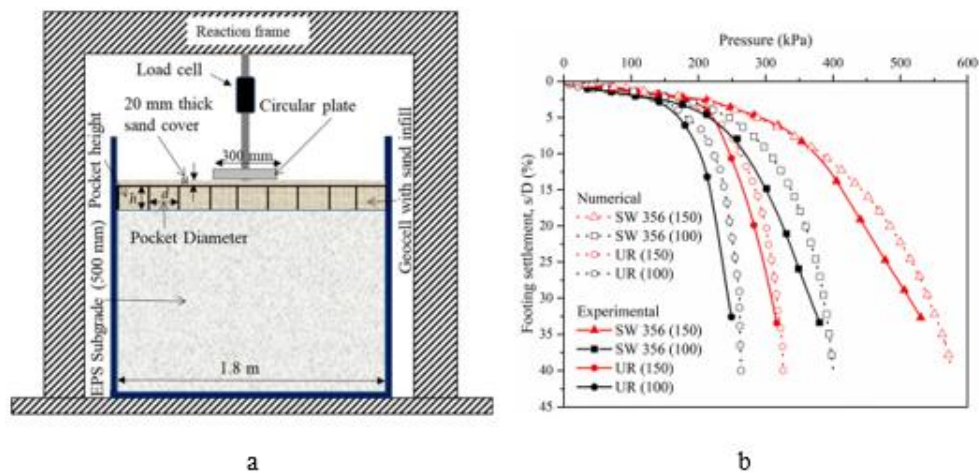 Reaction frame
Load cell
20 mm thick
sand cover
Circular plate
300 mm
Pocket height
h
d
Geocell with sand infill
Pocket Diameter
EPS Subgrade (500 mm)
1.8 m
a
Pressure (kPa)
0 100 200 300 400 500 600
Footing settlement, s/D (%)
0
5
10
15
20
25
30
35
40
45
Numerical
SW 356 (150)
SW 356 (100)
UR (150)
UR (100)
Experimental
SW 356 (150)
SW 356 (100)
UR (150)
UR (100)
b